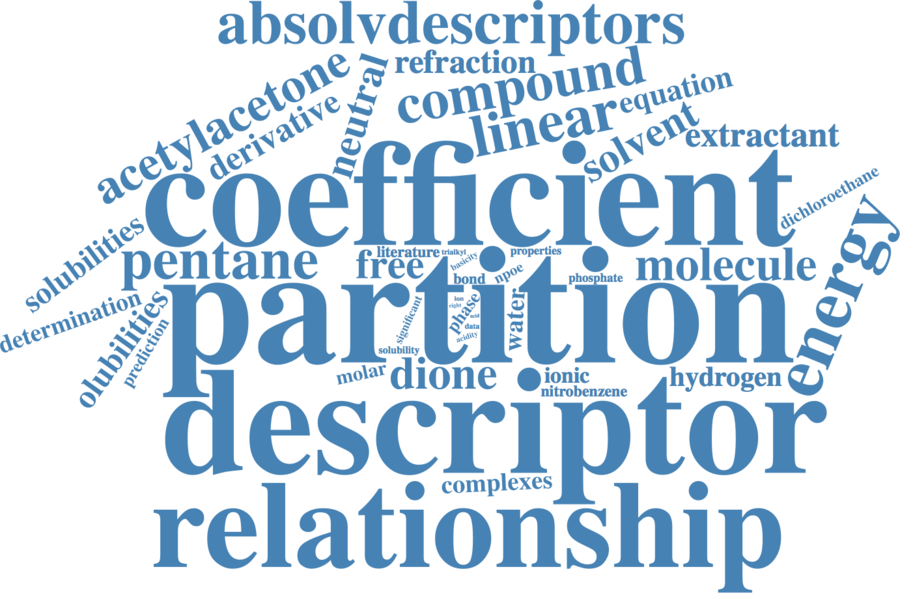 absolvdescriptors
acetylacetone
neutral
refraction
compound
equation
derivative
linear
solvent
extractant
coefficient
dichloroethane
solubilities
pentane
free
literature
trialkyl
basicity
properties
bond
npoe
phosphate
molecule
energy
determination
olubilities
prediction
partition
significant
phase
ion
right
acid
data
acidity
water
solubility
molar
dione
ionic
nitrobenzene
hydrogen
descriptor
complexes
relationship